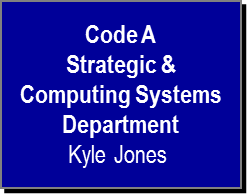 Code A
Strategic &
Computing Systems
Department
Kyle Jones